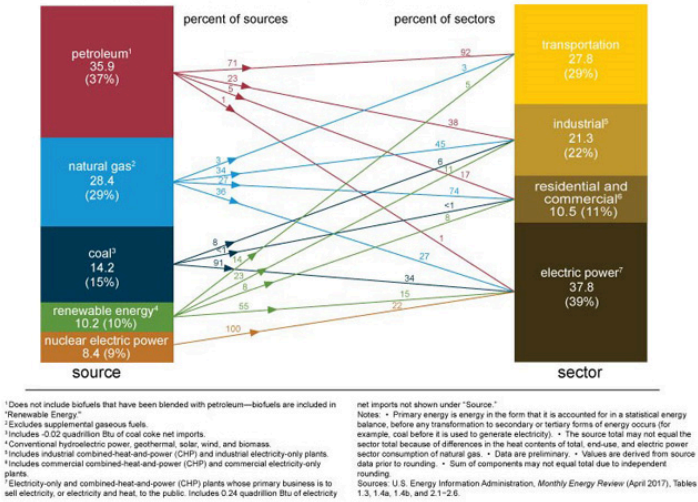 percent of sources
percent of sectors
petroleum¹
35.9
(37%)
natural gas²
28.4
(29%)
coal³
14.2
(15%)
renewable energy⁴
10.2 (10%)
nuclear electric power
8.4 (9%)
source
71
23
5
1
3
34
27
36
8
<1
91
14
23
8
55
100
92
3
5
38
45
6
11
17
74
<1
8
1
27
34
15
22
transportation
27.8
(29%)
industrial⁵
21.3
(22%)
residential and
commercial⁶
10.5 (11%)
electric power⁷
37.8
(39%)
sector
¹ Does not include biofuels that have been blended with petroleum—biofuels are included in
"Renewable Energy."
² Excludes supplemental gaseous fuels.
³ Includes -0.02 quadrillion Btu of coal coke net imports.
⁴ Conventional hydroelectric power, geothermal, solar, wind, and biomass.
⁵ Includes industrial combined-heat-and-power (CHP) and industrial electricity-only plants.
⁶ Includes commercial combined-heat-and-power (CHP) and commercial electricity-only
plants.
⁷ Electricity-only and combined-heat-and-power (CHP) plants whose primary business is to
sell electricity, or electricity and heat, to the public. Includes 0.24 quadrillion Btu of electricity
net imports not shown under "Source."
Notes: • Primary energy is energy in the form that it is accounted for in a statistical energy
balance, before any transformation to secondary or tertiary forms of energy occurs (for
example, coal before it is used to generate electricity). • The source total may not equal the
sector total because of differences in the heat contents of total, end-use, and electric power
sector consumption of natural gas. • Data are preliminary. • Values are derived from source
data prior to rounding. • Sum of components may not equal total due to independent
rounding.
Sources: U.S. Energy Information Administration, Monthly Energy Review (April 2017), Tables
1.3, 1.4a, 1.4b, and 2.1-2.6.